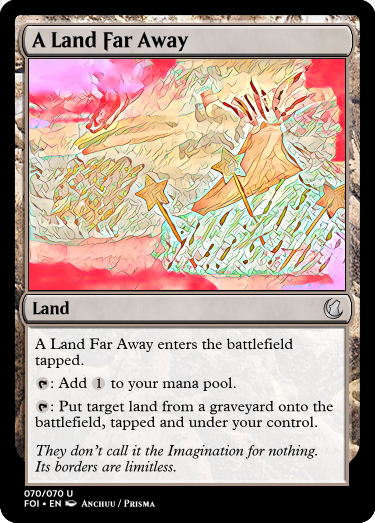 A Land Far Away
Land
A Land Far Away enters the battlefield
tapped.
: Add 1 to your mana pool.
: Put target land from a graveyard onto the
battlefield, tapped and under your control.
They don't call it the Imagination for nothing.
Its borders are limitless.
070/070 U
FOI • EN Anchuu / Prisma